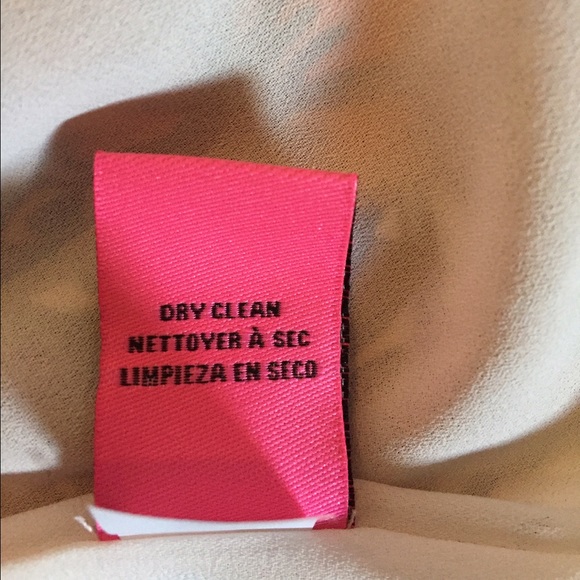 DRY CLEAN
NETTOYER À SEC
LIMPIEZA EN SECO